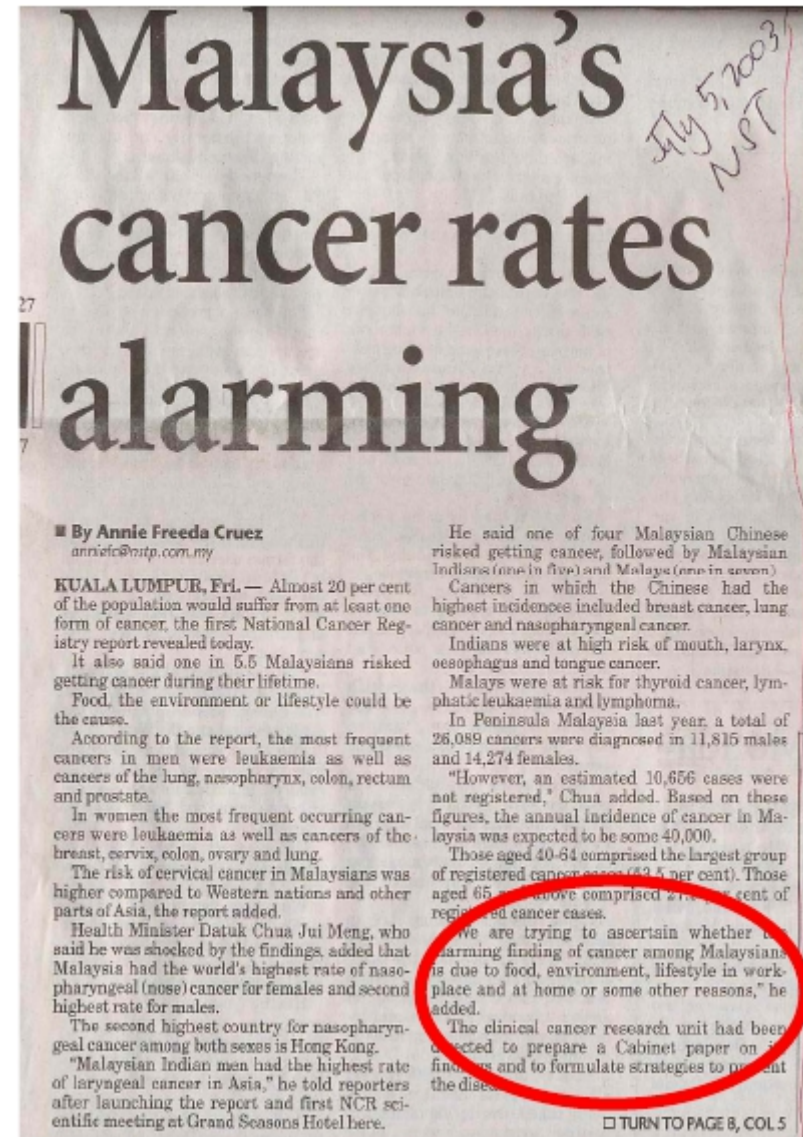 Malaysia's
cancer rates
alarming
July 5, 2003
NST
27
7
■ By Annie Freeda Cruez
anniefc@nstp.com.my
KUALA LUMPUR, Fri. — Almost 20 per cent
of the population would suffer from at least one
form of cancer, the first National Cancer Reg-
istry report revealed today.
It also said one in 5.5 Malaysians risked
getting cancer during their lifetime.
Food, the environment or lifestyle could be
the cause.
According to the report, the most frequent
cancers in men were leukaemia as well as
cancers of the lung, nasopharynx, colon, rectum
and prostate.
In women the most frequent occurring can-
cers were leukaemia as well as cancers of the
breast, cervix, colon, ovary and lung.
The risk of cervical cancer in Malaysians was
higher compared to Western nations and other
parts of Asia, the report added.
Health Minister Datuk Chua Jui Meng, who
said he was shocked by the findings, added that
Malaysia had the world's highest rate of naso-
pharyngeal (nose) cancer for females and second
highest rate for males.
The second highest country for nasopharyn-
geal cancer among both sexes is Hong Kong.
"Malaysian Indian men had the highest rate
of laryngeal cancer in Asia," he told reporters
after launching the report and first NCR sci-
entific meeting at Grand Seasons Hotel here.
He said one of four Malaysian Chinese
risked getting cancer, followed by Malaysian
Indians (one in five) and Malays (one in seven)
Cancers in which the Chinese had the
highest incidences included breast cancer, lung
cancer and nasopharyngeal cancer.
Indians were at high risk of mouth, larynx,
oesophagus and tongue cancer.
Malays were at risk for thyroid cancer, lym-
phatic leukaemia and lymphoma.
In Peninsula Malaysia last year, a total of
26,089 cancers were diagnosed in 11,815 males
and 14,274 females.
"However, an estimated 10,656 cases were
not registered," Chua added. Based on these
figures, the annual incidence of cancer in Ma-
laysia was expected to be some 40,000.
Those aged 40-64 comprised the largest group
of registered cancer cases (53.5 per cent). Those
aged 65 and above comprised per cent of
registered cancer cases.
"We are trying to ascertain whether the
alarming finding of cancer among Malaysians
is due to food, environment, lifestyle in work-
place and at home or some other reasons," he
added.
The clinical cancer research unit had been
directed to prepare a Cabinet paper on
findings and to formulate strategies to prevent
the
□ TURN TO PAGE 8, COL 5